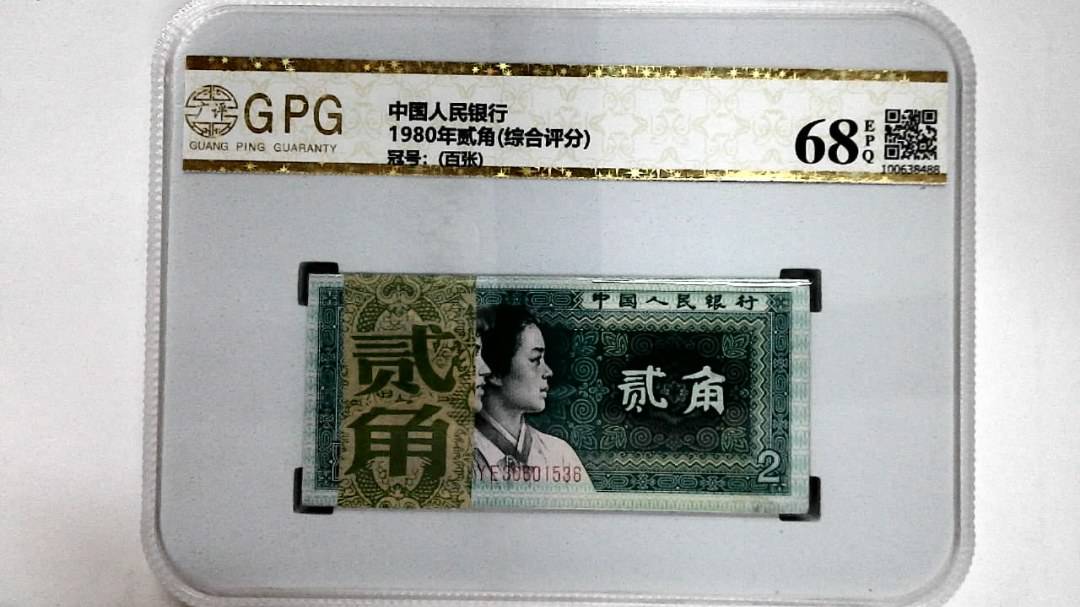 GPG
GUANG PING GUARANTY
中国人民银行
1980年贰角(综合评分)
冠号：(百张)
68
EPQ
100638488
中国人民银行
贰角
贰角
YE30601536
2